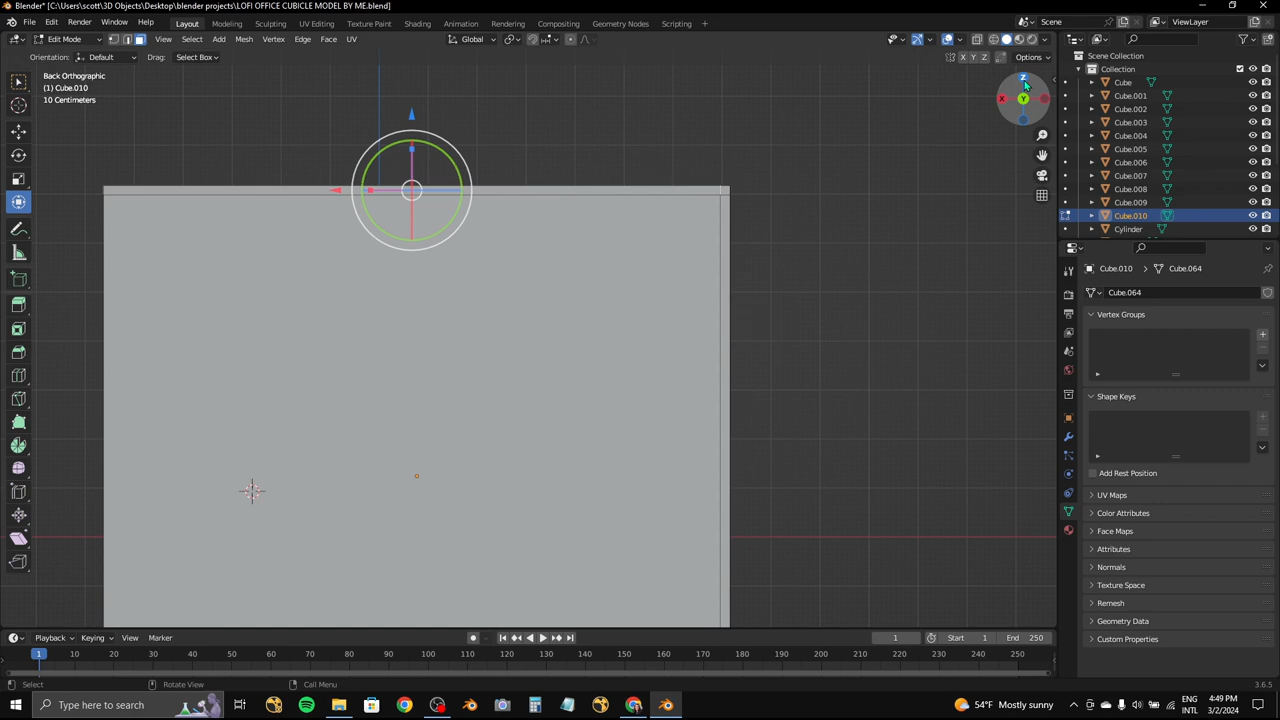 Blender* [C:\Users\scott\3D Objects\Desktop\blender projects\LOFI OFFICE CUBICLE MODEL BY ME.blend]
File Edit Render Window Help Layout Modeling Sculpting UV Editing Texture Paint Shading Animation Rendering Compositing Geometry Nodes Scripting + Scene ViewLayer
Edit Mode View Select Add Mesh Vertex Edge Face UV Global
Orientation: Default Drag: Select Box X Y Z Options
Back Orthographic
(1) Cube.010
10 Centimeters
Z
X
Y
Scene Collection
Collection
Cube
Cube.001
Cube.002
Cube.003
Cube.004
Cube.005
Cube.006
Cube.007
Cube.008
Cube.009
Cube.010
Cylinder
Cube.010 > Cube.064
Cube.064
Vertex Groups
Shape Keys
Add Rest Position
UV Maps
Color Attributes
Face Maps
Attributes
Normals
Texture Space
Remesh
Geometry Data
Custom Properties
Playback Keying View Marker 1 Start 1 End 250
1 10 20 30 40 50 60 70 80 90 100 110 120 130 140 150 160 170 180 190 200 210 220 230 240 250
Select Rotate View Call Menu 3.6.5
Type here to search 54°F Mostly sunny ENG INTL 4:49 PM 3/2/2024